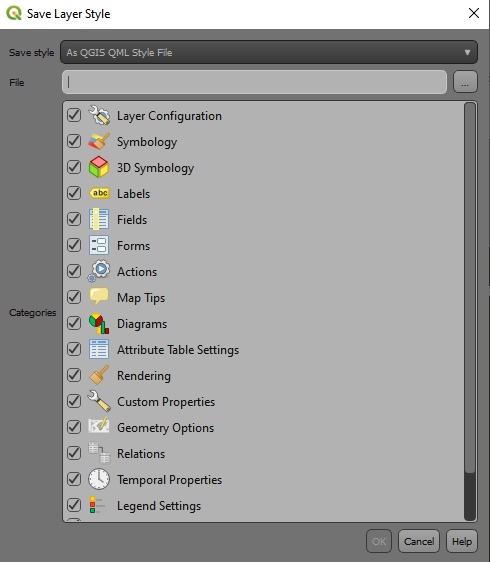 Save Layer Style
Save style As QGIS QML Style File
File ...
Layer Configuration
Symbology
3D Symbology
abc Labels
Fields
Forms
Actions
Map Tips
Categories
Diagrams
Attribute Table Settings
Rendering
Custom Properties
Geometry Options
Relations
Temporal Properties
Legend Settings
OK Cancel Help